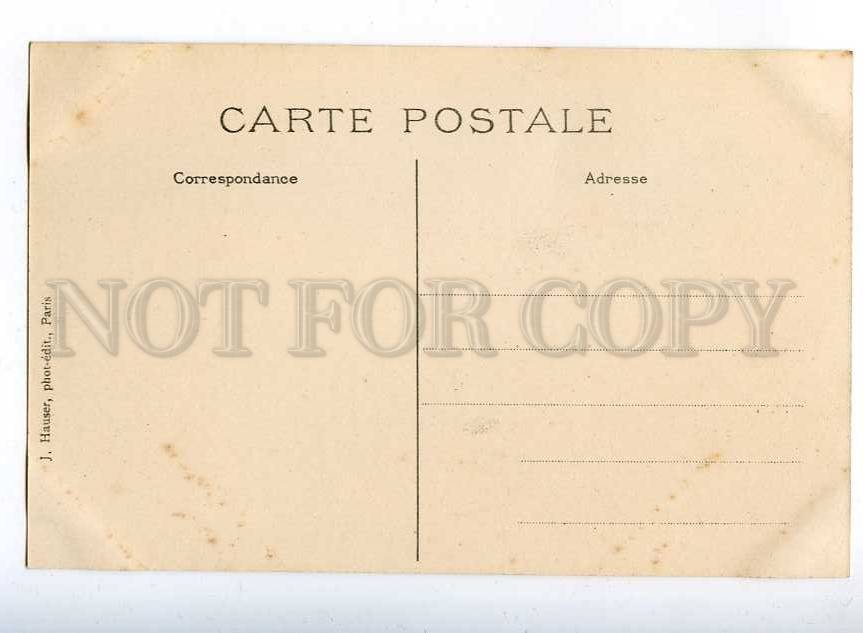 CARTE POSTALE
Correspondance
Adresse
NOT FOR COPY
J. Hauser, phot-édit., Paris